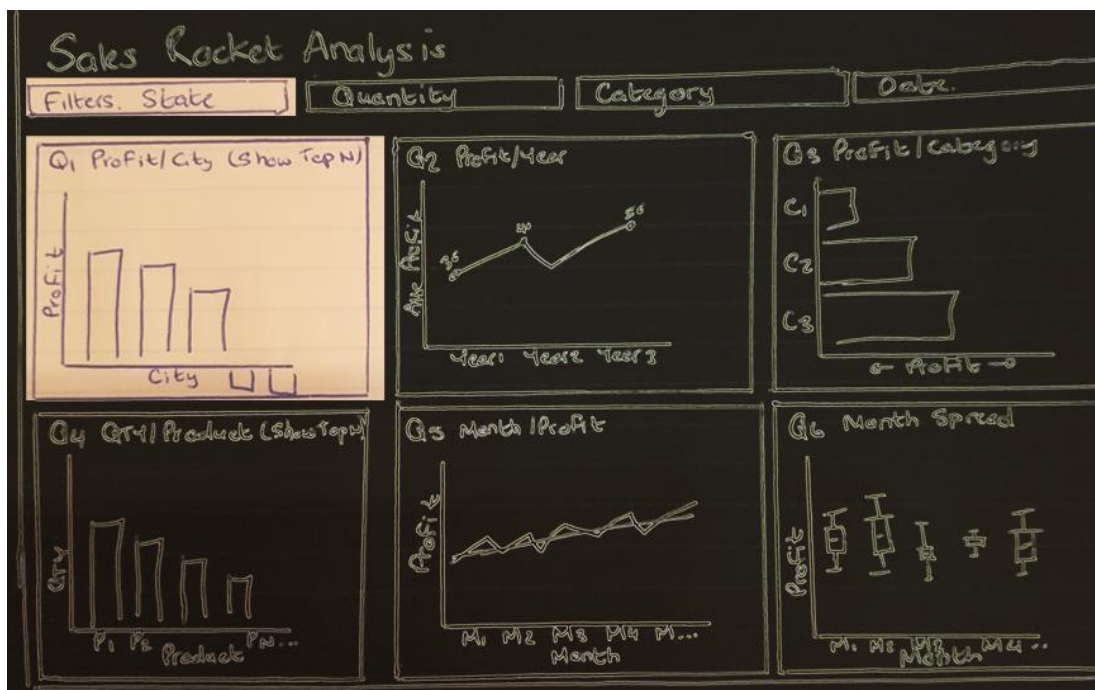 Sales Rocket Analysis
Filters. State
Quantity
Category
Date.
Q1 Profit/City (Show Top N)
Profit
City
Q2 Profit/Year
Ave Profit
Year1 Year2 Year3
Q3 Profit/Category
C1
C2
C3
Profit
Q4 QTY/Product (Show Top N)
QTY
P1 P2 PN...
Product
Q5 Month/Profit
Profit
M1 M2 M3 M4 M...
Month
Q6 Month Spread
Profit
M1 M2 M3 M4..
Month